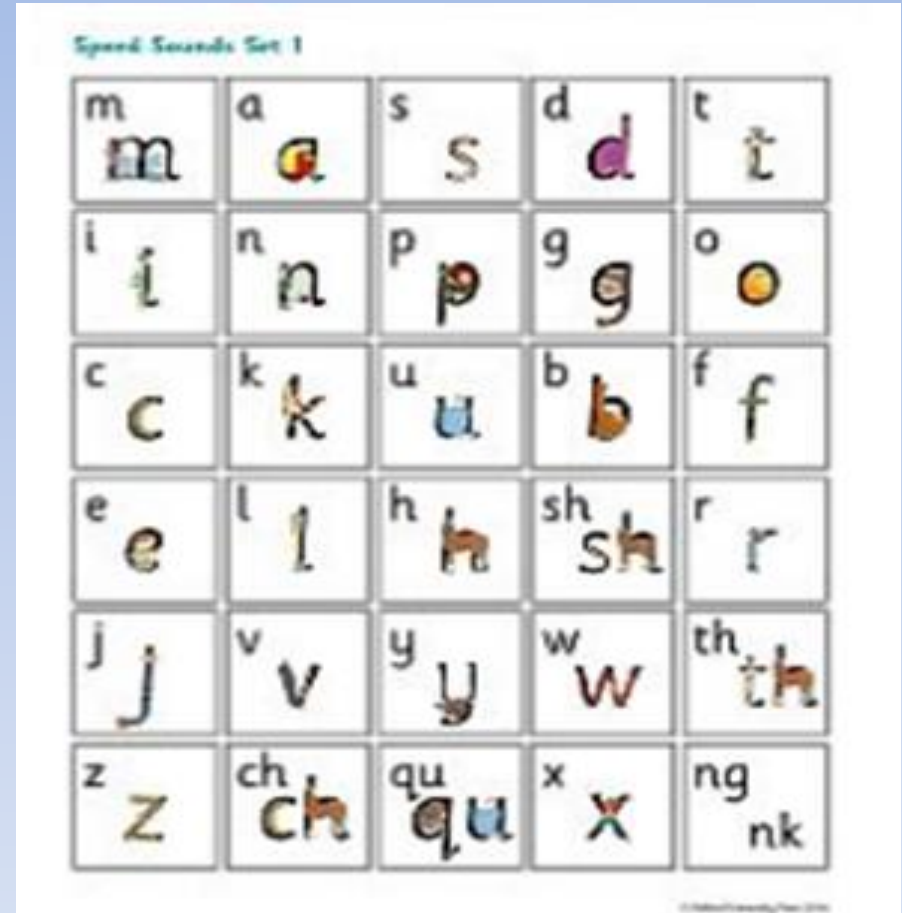 Speed Sounds Set 1
m a s d t
m a s d t
i n p g o
i n p g o
c k u b f
c k u b f
e l h sh r
e l h sh r
j v y w th
j v y w th
z ch qu x ng
z ch qu x nk